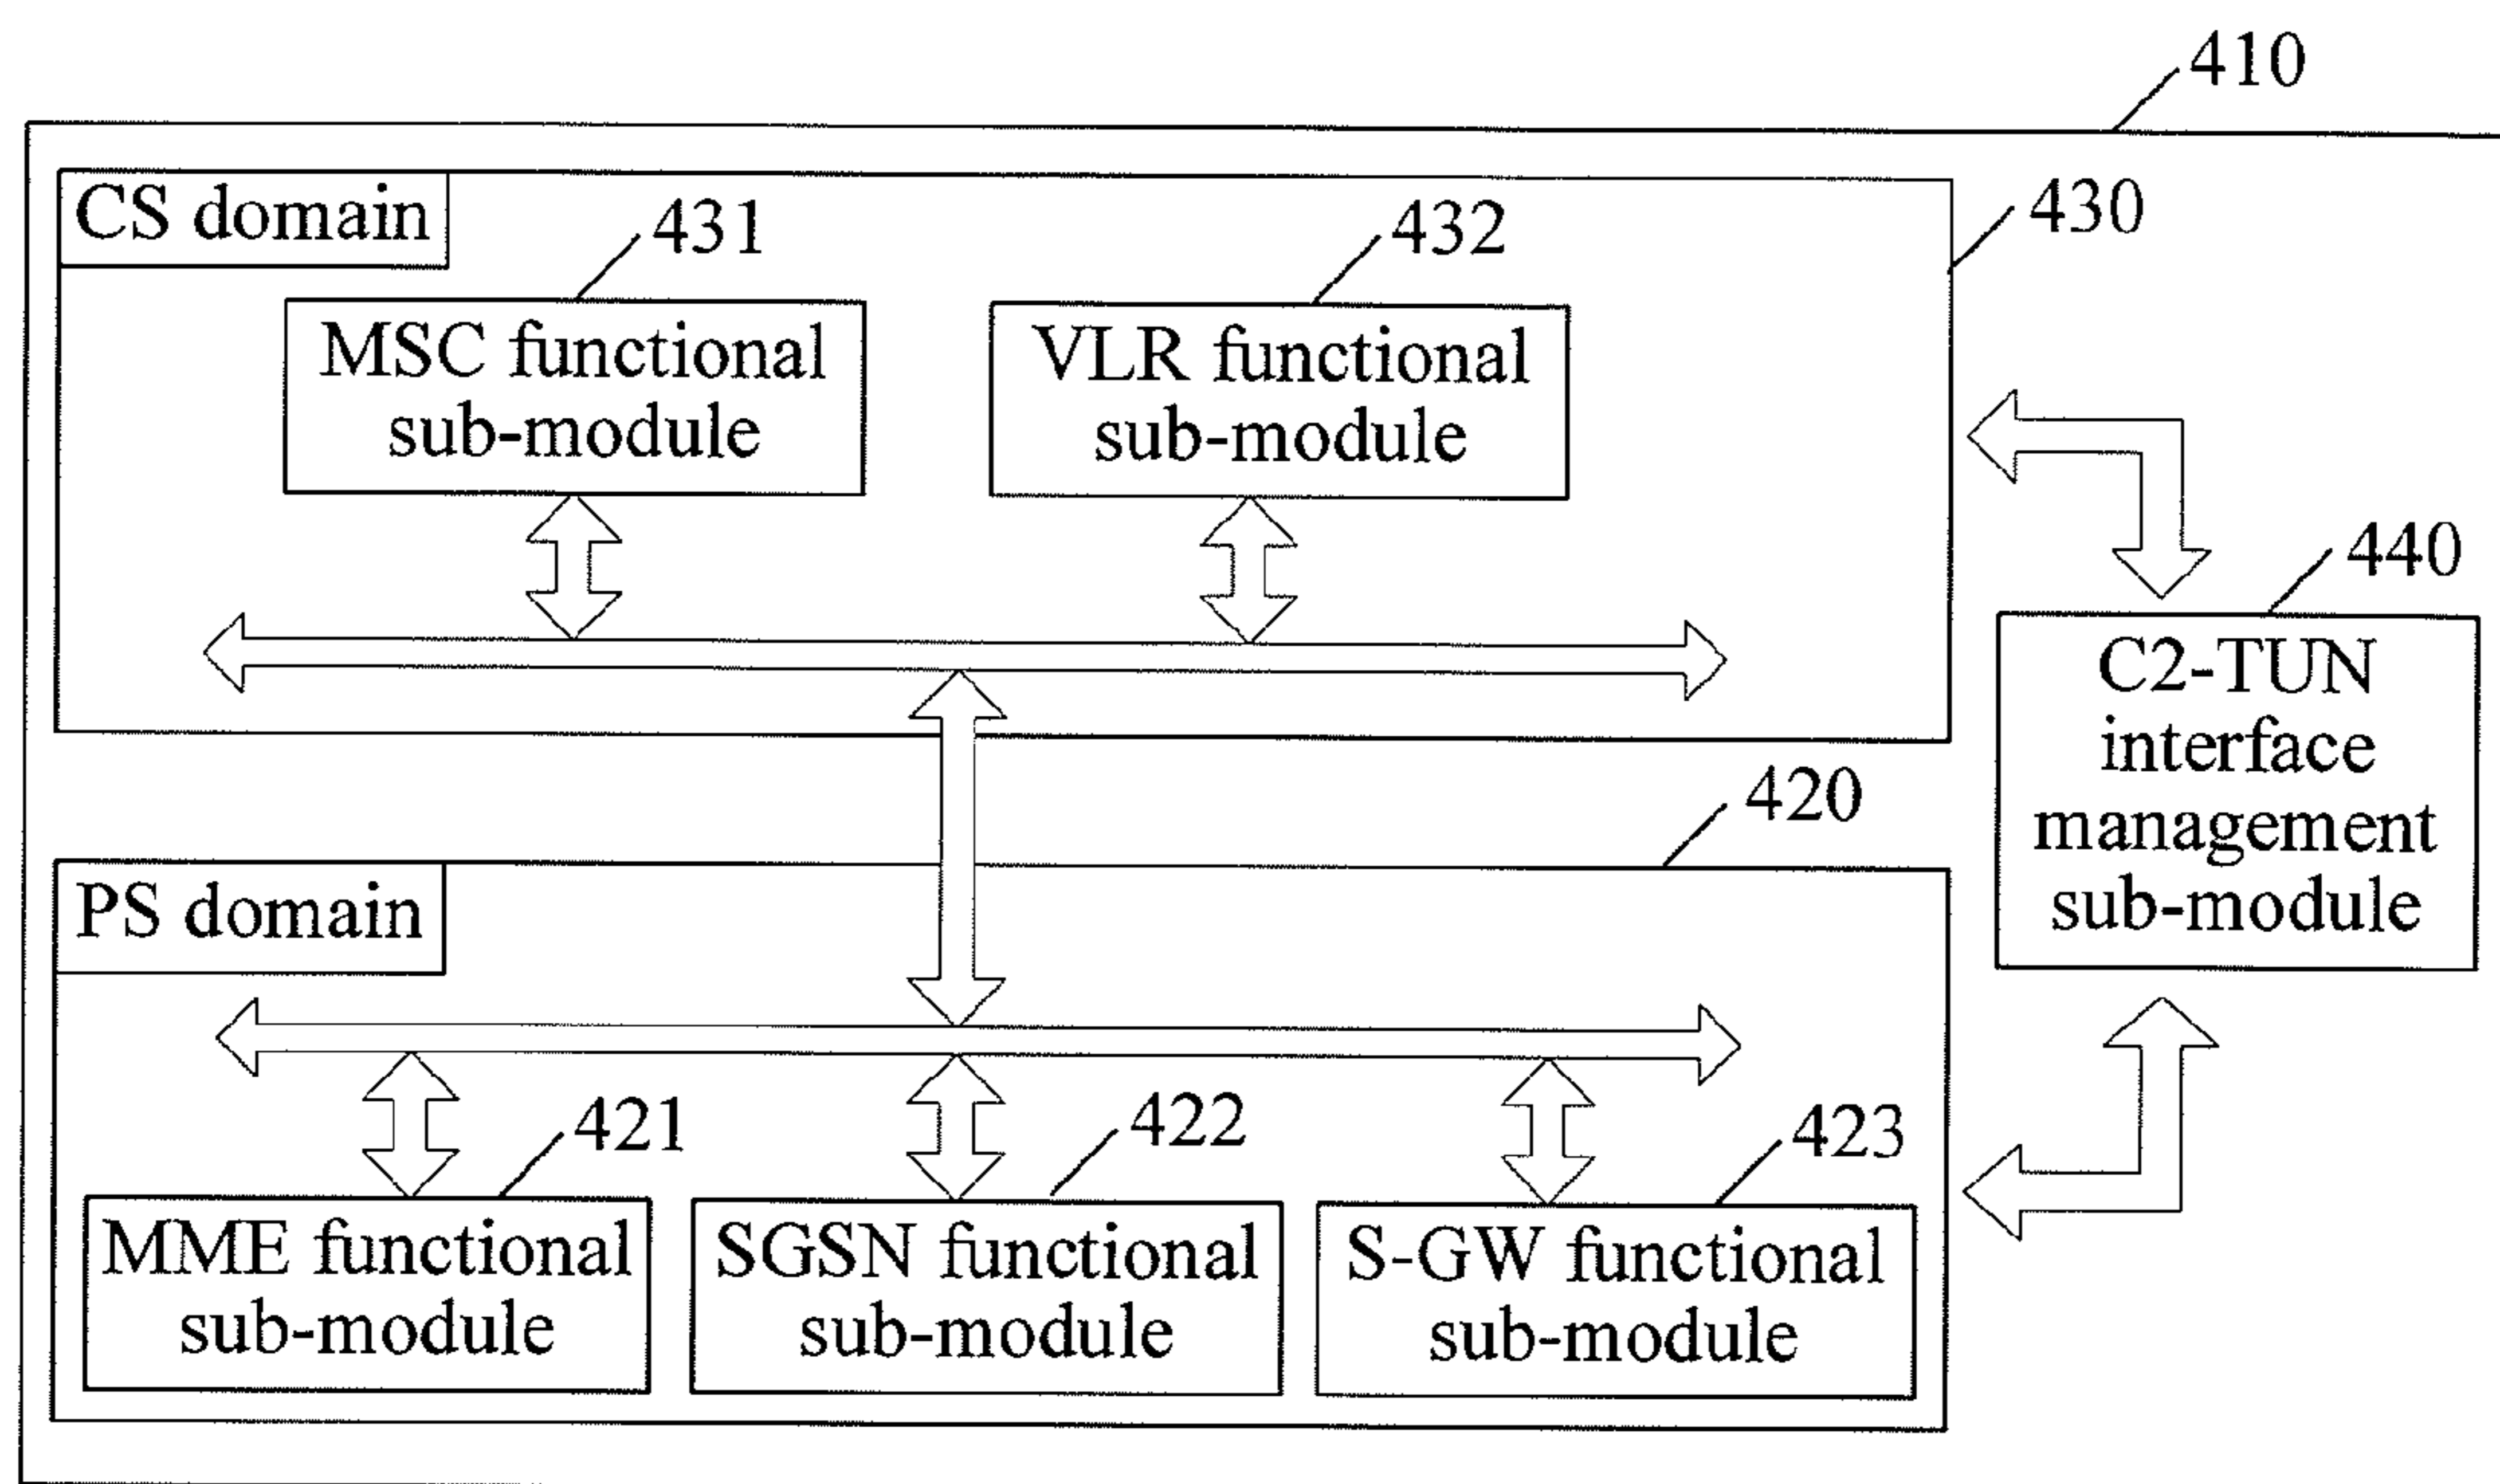 410
CS domain
431
432
430
MSC functional
sub-module
VLR functional
sub-module
440
C2-TUN
interface
management
sub-module
420
PS domain
421
422
423
MME functional
sub-module
SGSN functional
sub-module
S-GW functional
sub-module